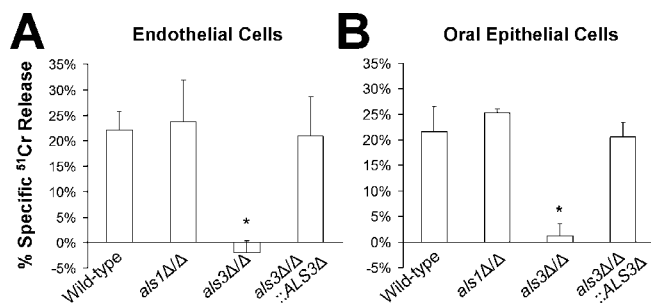 A Endothelial Cells
% Specific ⁵¹Cr Release
35%
30%
25%
20%
15%
10%
5%
0%
-5%
*
Wild-type
als1Δ/Δ
als3Δ/Δ
als3Δ/Δ
::ALS3Δ
B Oral Epithelial Cells
35%
30%
25%
20%
15%
10%
5%
0%
-5%
*
Wild-type
als1Δ/Δ
als3Δ/Δ
als3Δ/Δ
::ALS3Δ